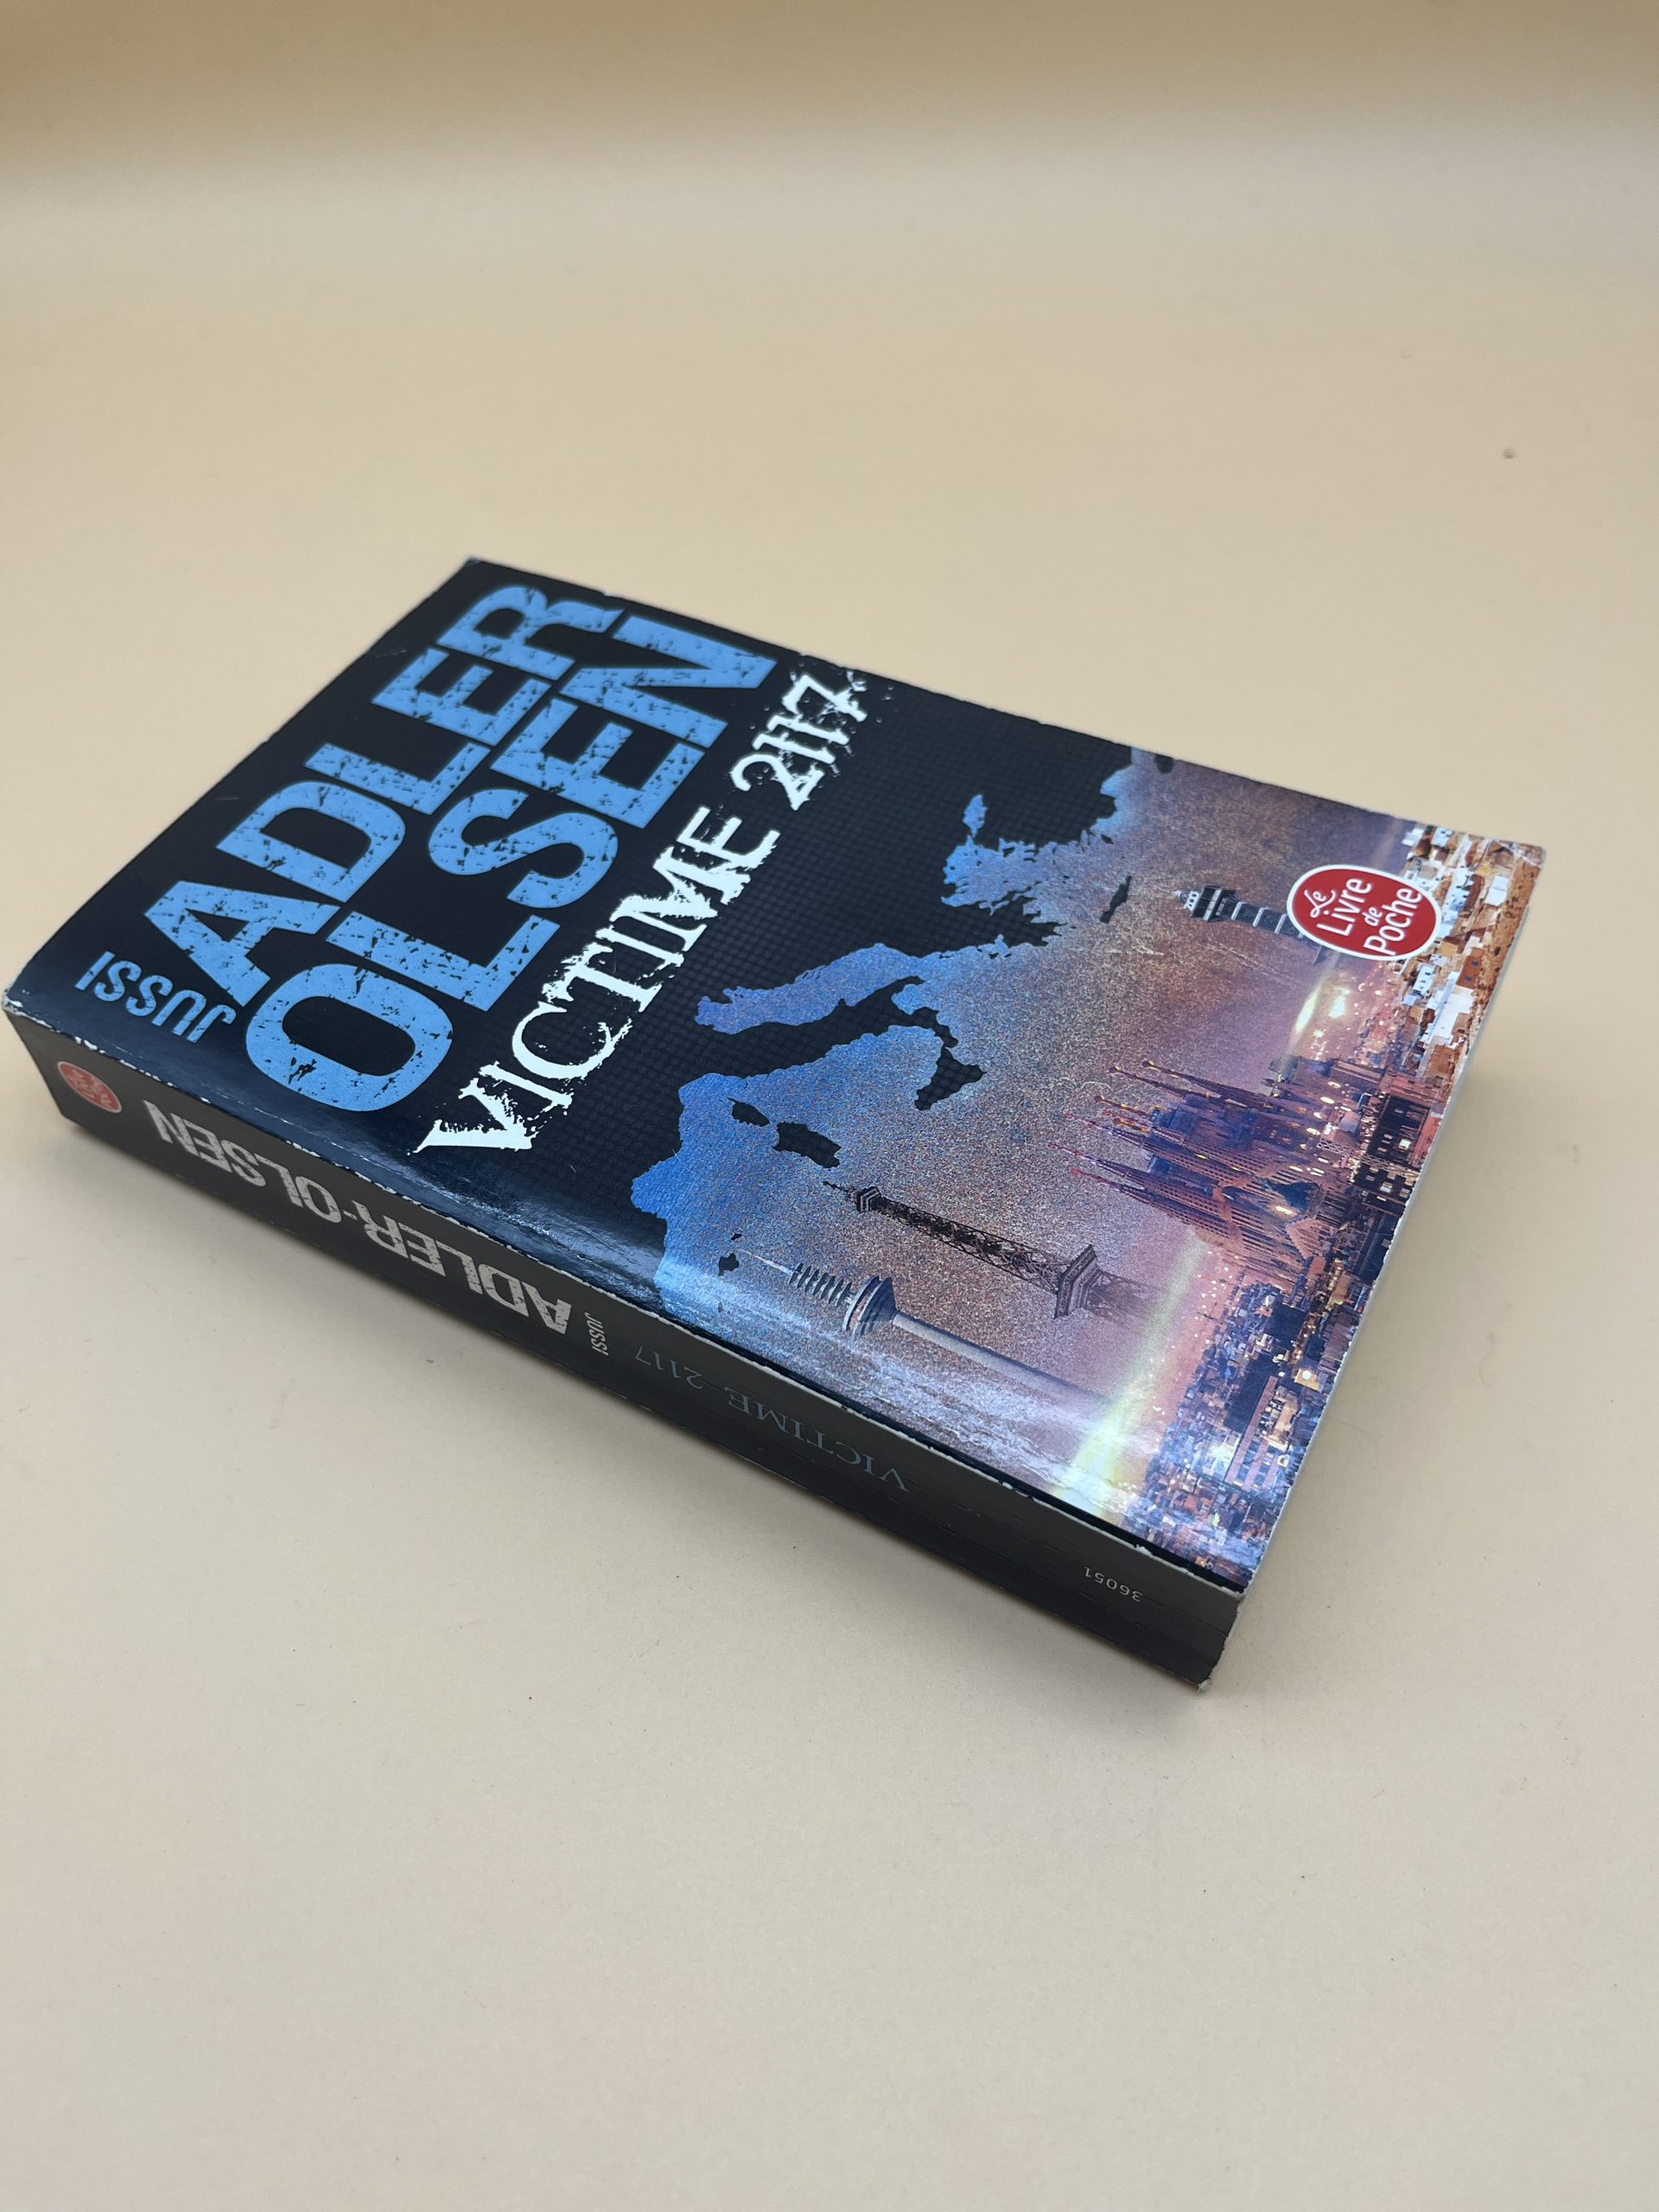 JUSSI
ADLER
OLSEN
VICTIME 2117
Le
Livre
de
Poche
ADLER-OLSEN
JUSSI
VICTIME 2117
36051